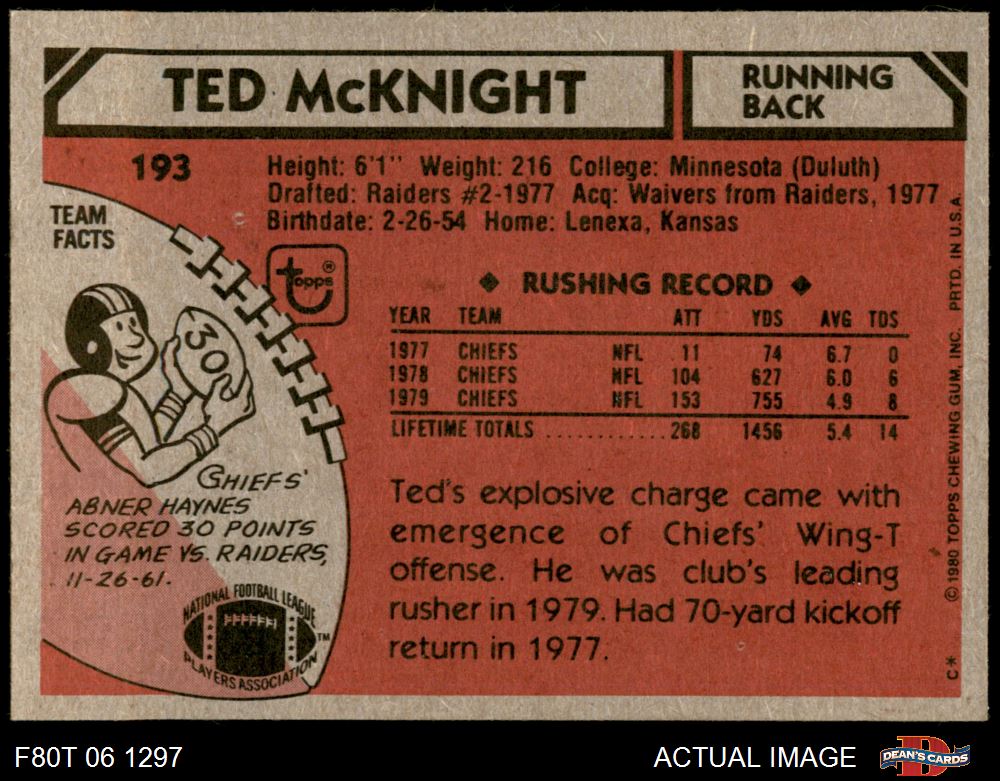 TED McKNIGHT
RUNNING
BACK
193
Height: 6'1" Weight: 216 College: Minnesota (Duluth)
Drafted: Raiders #2-1977 Acq: Waivers from Raiders, 1977
Birthdate: 2-26-54 Home: Lenexa, Kansas
TEAM
FACTS
topps®
30
◆ RUSHING RECORD ◆
YEAR TEAM ATT YDS AVG TDS
1977 CHIEFS NFL 11 74 6.7 0
1978 CHIEFS NFL 104 627 6.0 6
1979 CHIEFS NFL 153 755 4.9 8
LIFETIME TOTALS ............. 268 1456 5.4 14
CHIEFS'
ABNER HAYNES
SCORED 30 POINTS
IN GAME VS. RAIDERS,
11-26-61.
Ted's explosive charge came with
emergence of Chiefs' Wing-T
offense. He was club's leading
rusher in 1979. Had 70-yard kickoff
return in 1977.
NATIONAL FOOTBALL LEAGUE
PLAYERS ASSOCIATION
TM
C* © 1980 TOPPS CHEWING GUM, INC. PRTD. IN U.S.A.
F80T 06 1297
ACTUAL IMAGE
D
DEAN'S CARDS